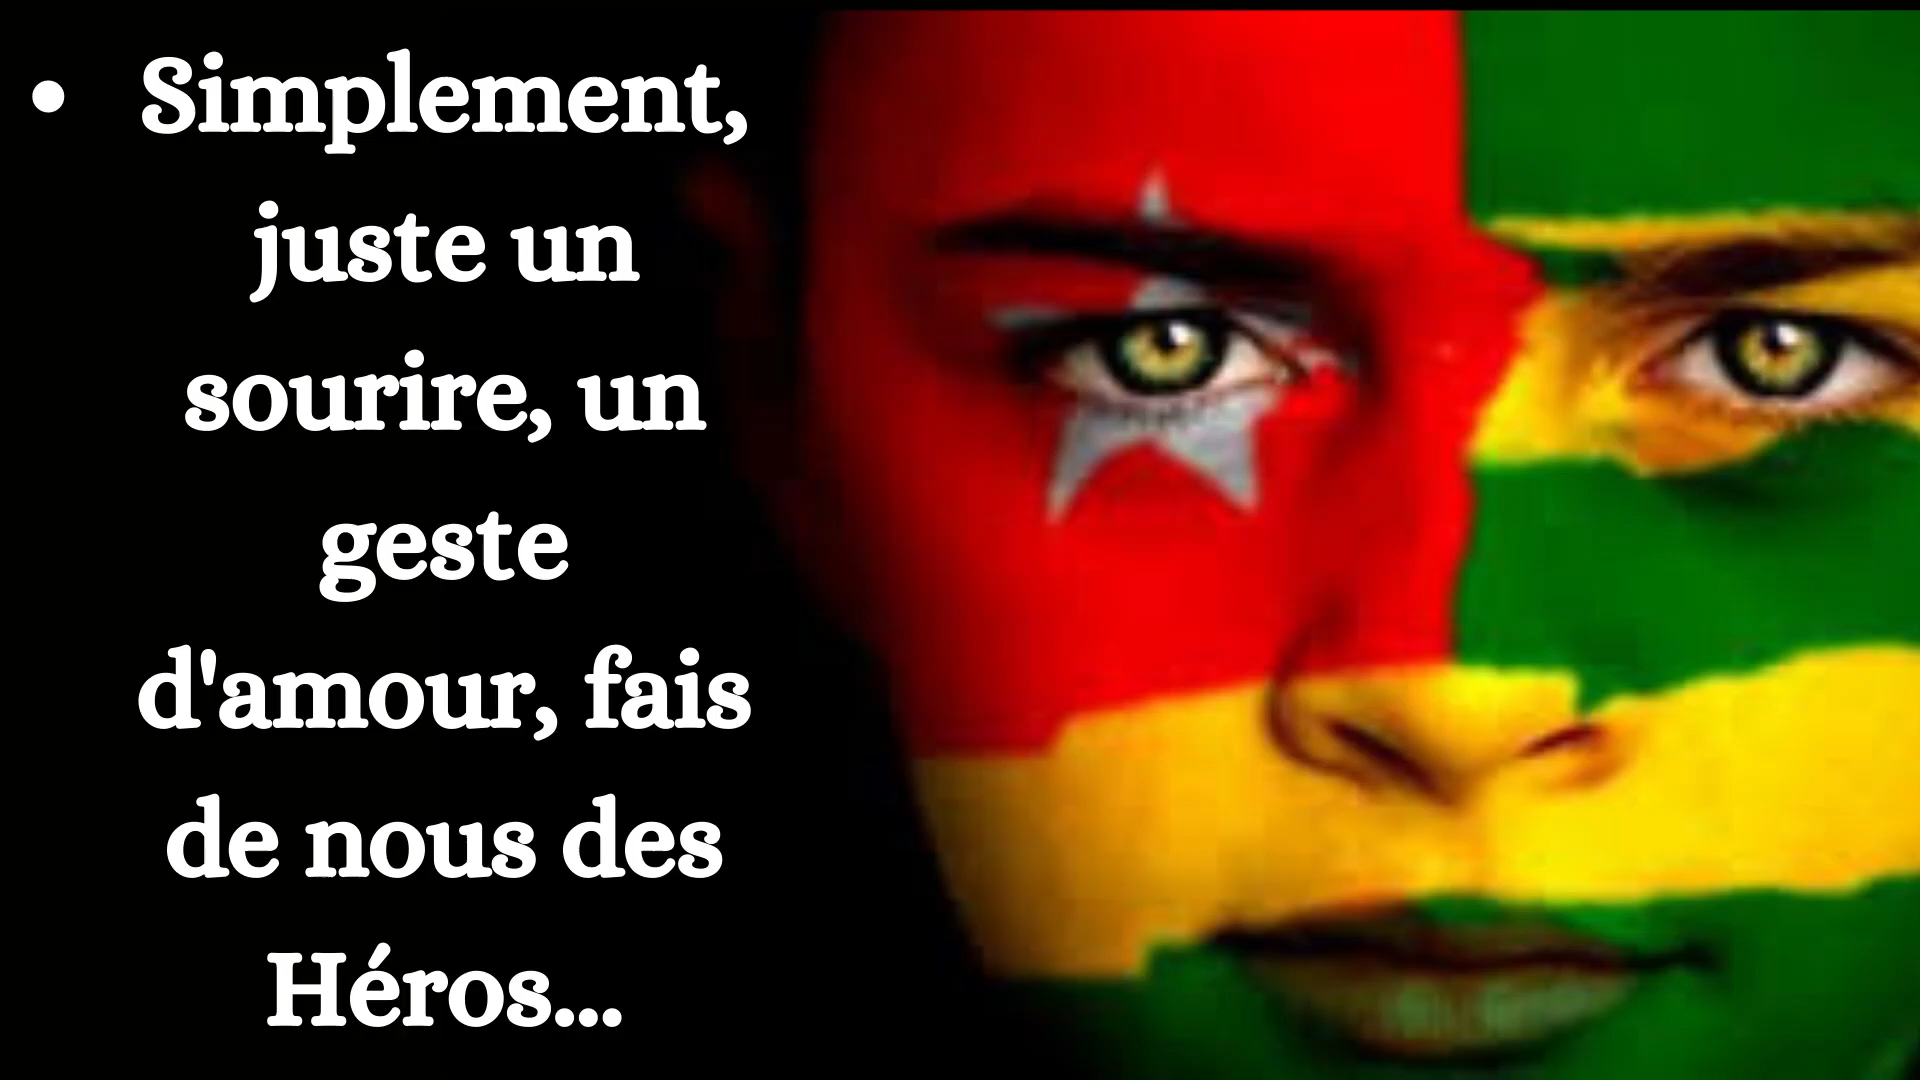 • Simplement,
juste un
sourire, un
geste
d'amour, fais
de nous des
Héros...